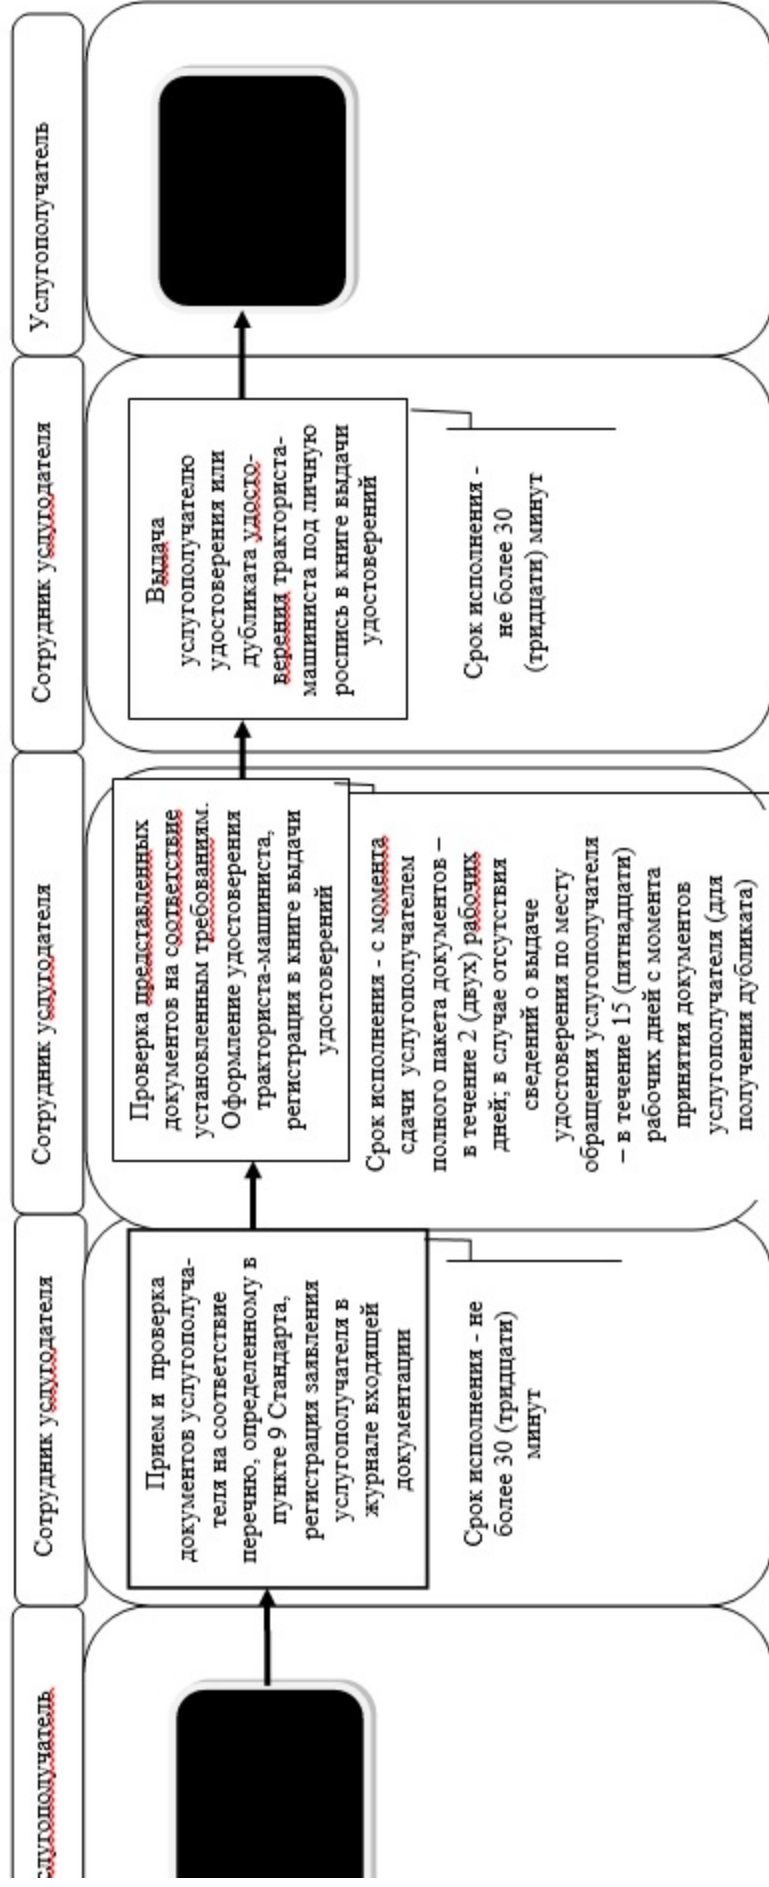 слугополучатель
Сотрудник услугодателя
Сотрудник услугодателя
Сотрудник услугодателя
Услугополучатель
Прием и проверка
документов услугополуча-
теля на соответствие
перечню, определенному в
пункте 9 Стандарта,
регистрация заявления
услугополучателя в
журнале входящей
документации
Срок исполнения - не
более 30 (тридцати)
минут
Проверка представленных
документов на соответствие
установленным требованиям.
Оформление удостоверения
тракториста-машиниста,
регистрация в книге выдачи
удостоверений
Срок исполнения - с момента
сдачи услугополучателем
полного пакета документов –
в течение 2 (двух) рабочих
дней; в случае отсутствия
сведений о выдаче
удостоверения по месту
обращения услугополучателя
– в течение 15 (пятнадцати)
рабочих дней с момента
принятия документов
услугополучателя (для
получения дубликата)
Выдача
услугополучателю
удостоверения или
дубликата удосто-
верения тракториста-
машиниста под личную
роспись в книге выдачи
удостоверений
Срок исполнения -
не более 30
(тридцати) минут